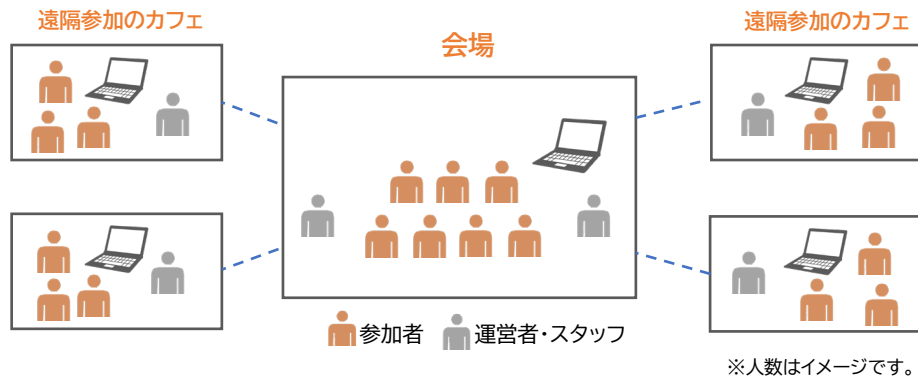 遠隔参加のカフェ
会場
遠隔参加のカフェ
参加者
運営者・スタッフ
※人数はイメージです。